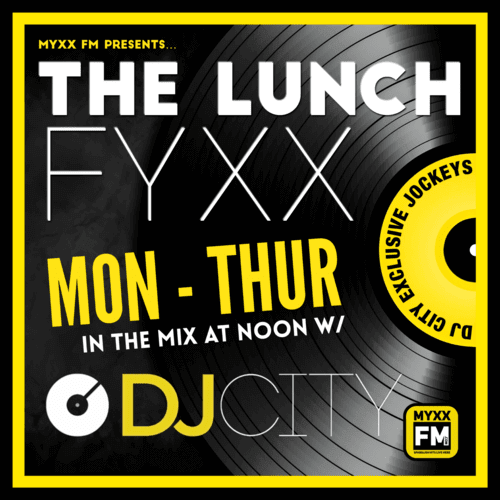 MYXX FM PRESENTS...
THE LUNCH
FYXX
MON - THUR
IN THE MIX AT NOON W/
DJCITY
DJ CITY EXCLUSIVE JOCKEYS
MYXX
FM